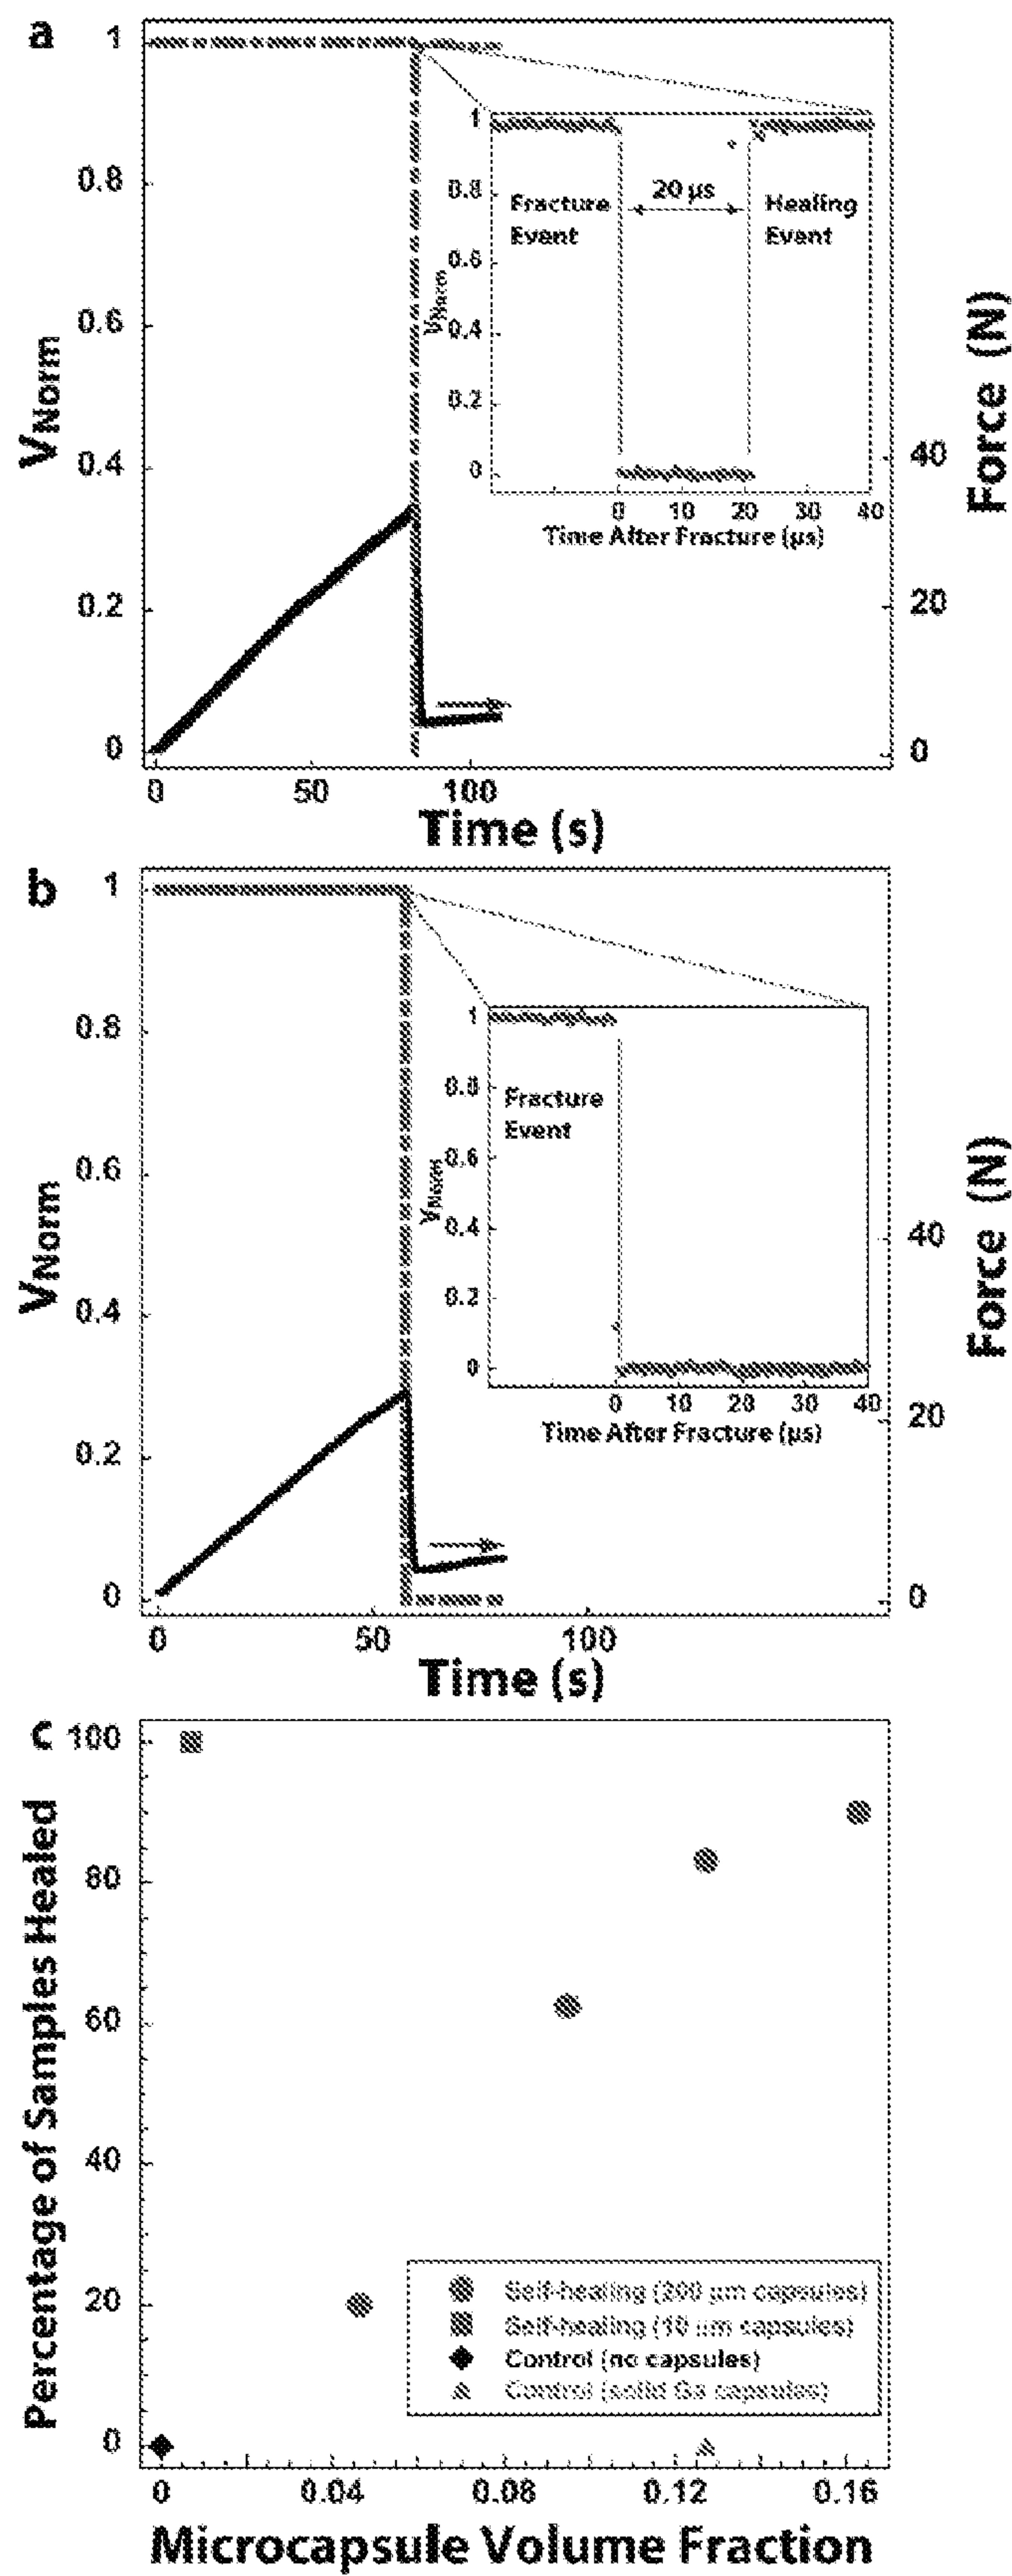 a
1
0.8
0.6
0.4
0.2
0
VNorm
0
50
100
Time (s)
40
20
0
Force (N)
1
0.8
0.6
0.4
0.2
0
VNorm
Fracture
Event
20 µs
Healing
Event
0
10
20
30
40
Time After Fracture (µs)
b
1
0.8
0.6
0.4
0.2
0
VNorm
0
50
100
Time (s)
40
20
0
Force (N)
1
0.8
0.6
0.4
0.2
0
VNorm
Fracture
Event
0
10
20
30
40
Time After Fracture (µs)
c
100
80
60
40
20
0
Percentage of Samples Healed
Self-healing (200 µm capsules)
Self-healing (10 µm capsules)
Control (no capsules)
Control (solid Ga capsules)
0
0.04
0.08
0.12
0.16
Microcapsule Volume Fraction